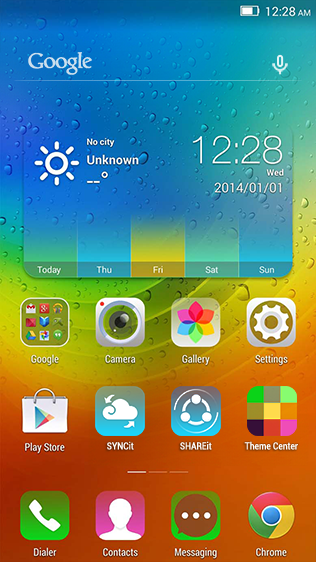 12:28 AM
Google
No city
Unknown
--°
12:28
Wed
2014/01/01
Today Thu Fri Sat Sun
Google Camera Gallery Settings
Play Store SYNCit SHAREit Theme Center
Dialer Contacts Messaging Chrome